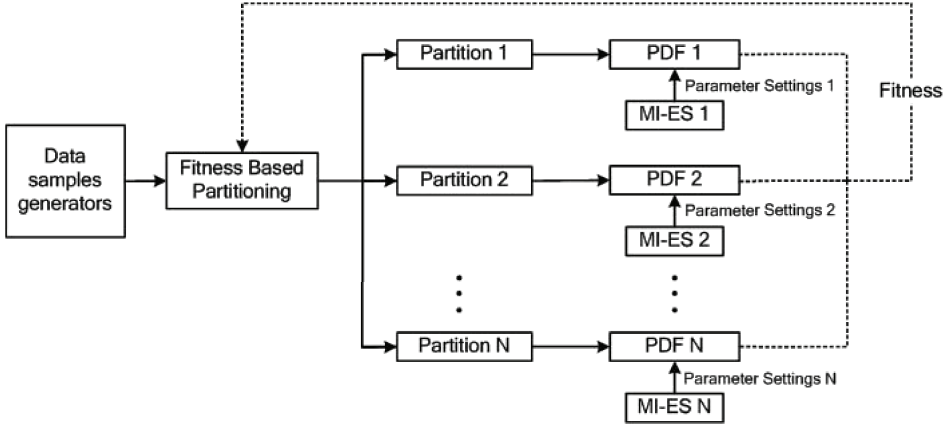 Partition 1
PDF 1
Parameter Settings 1
Fitness
MI-ES 1
Data
samples
generators
Fitness Based
Partitioning
Partition 2
PDF 2
Parameter Settings 2
MI-ES 2
Partition N
PDF N
Parameter Settings N
MI-ES N